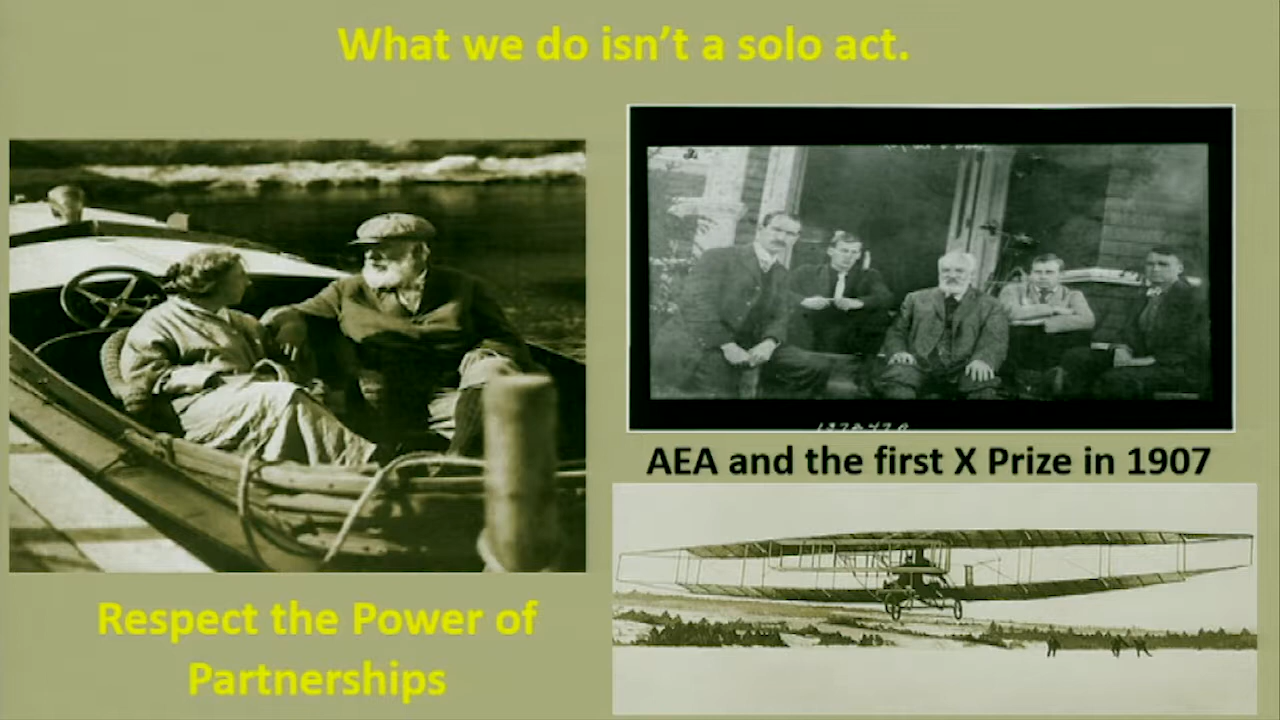 What we do isn't a solo act.
AEA and the first X Prize in 1907
Respect the Power of
Partnerships